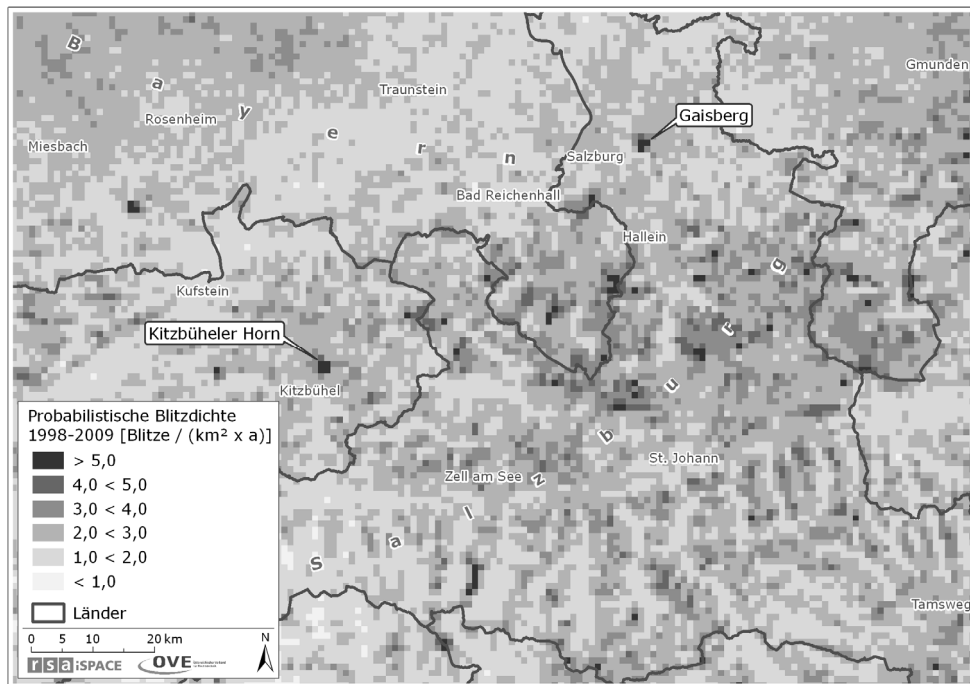 Bayern
Gmunden
Traunstein
Gaisberg
Rosenheim
Miesbach
Salzburg
Bad Reichenhall
Hallein
Kufstein
Kitzbüheler Horn
Kitzbühel
Salzburg
St. Johann
Zell am See
Tamsweg
Probabilistische Blitzdichte
1998-2009 [Blitze / (km² x a)]
> 5,0
4,0 < 5,0
3,0 < 4,0
2,0 < 3,0
1,0 < 2,0
< 1,0
Länder
0 5 10 20 km
N
rsa iSPACE OVE